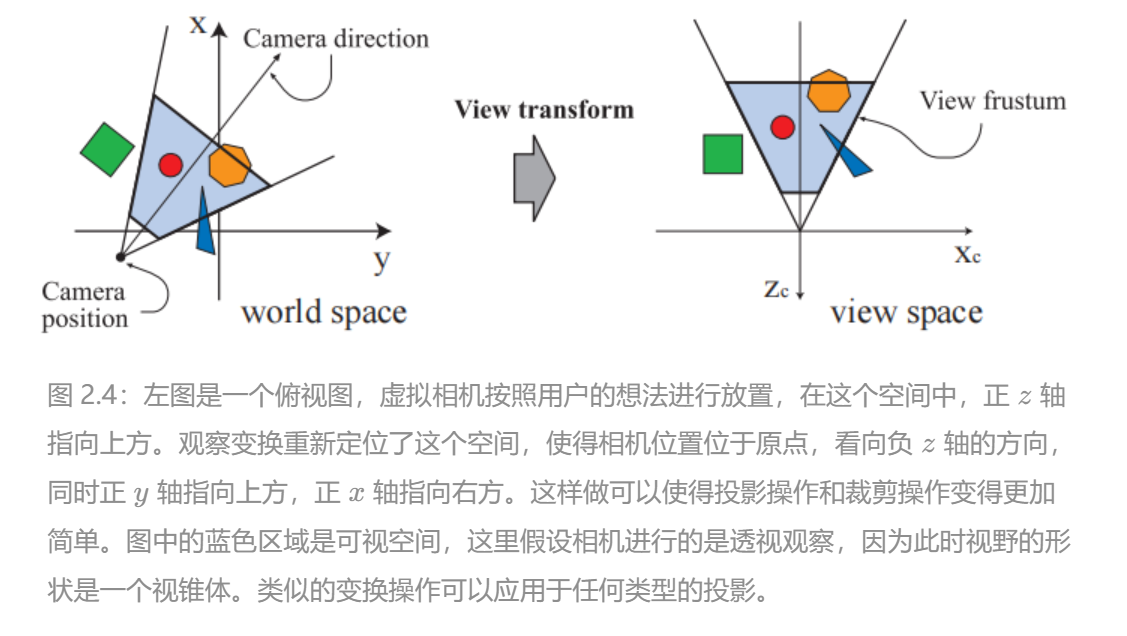 x
Camera direction
y
Camera
position
world space
View transform
View frustum
xc
zc
view space
图 2.4：左图是一个俯视图，虚拟相机按照用户的想法进行放置，在这个空间中，正 z 轴
指向上方。观察变换重新定位了这个空间，使得相机位置位于原点，看向负 z 轴的方向，
同时正 y 轴指向上方，正 x 轴指向右方。这样做可以使得投影操作和裁剪操作变得更加
简单。图中的蓝色区域是可视空间，这里假设相机进行的是透视观察，因为此时视野的形
状是一个视锥体。类似的变换操作可以应用于任何类型的投影。